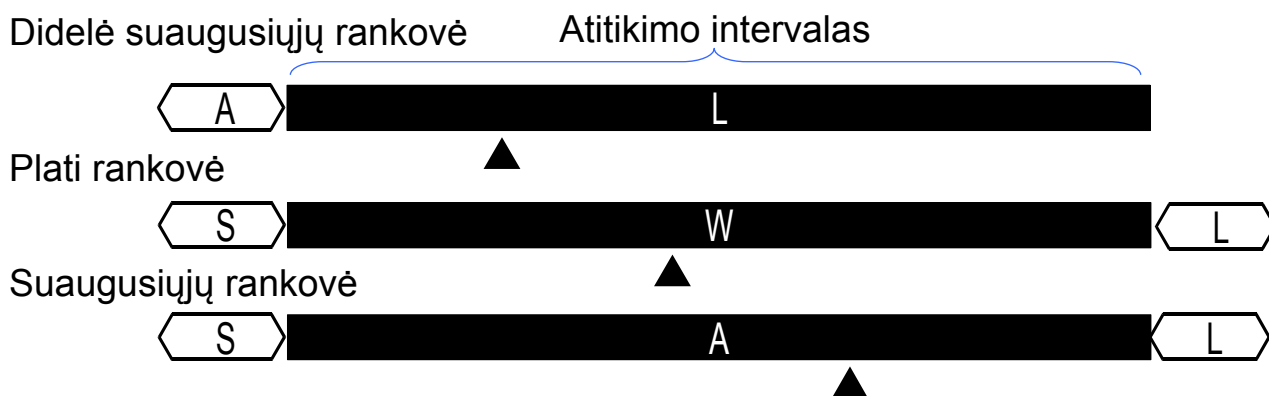 Didelė suaugusiųjų rankovė Atitikimo intervalas
A L
Plati rankovė
S W L
Suaugusiųjų rankovė
S A L